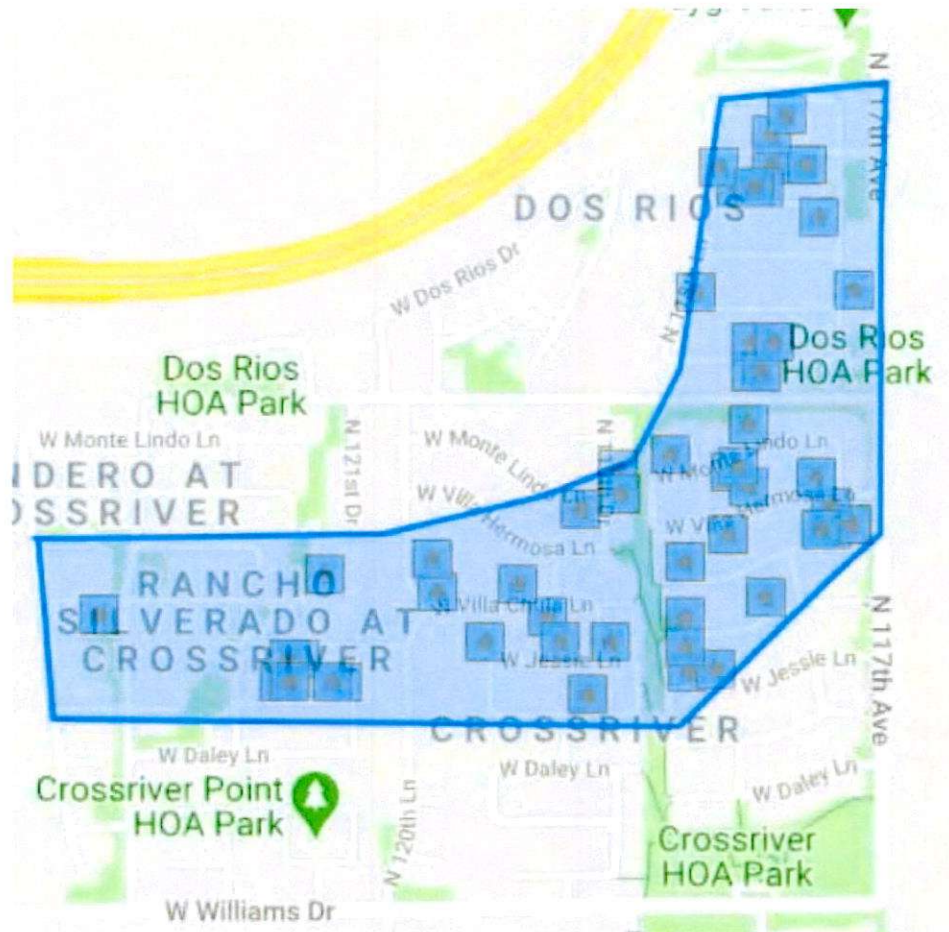 N 117th Ave
DOS RIOS
W Dos Rios Dr
Dos Rios
HOA Park
Dos Rios
HOA Park
W Monte Lindo Ln
N 121st Dr
W Monte Lindo Ln
W Monte Lindo Ln
NDERO AT
OSSRIVER
W Villa Hermosa Ln
W Villa Hermosa Ln
RANCHO
SILVERADO AT
CROSSRIVER
W Villa Chula Ln
W Jessie Ln
W Jessie Ln
N 117th Ave
CROSSRIVER
W Daley Ln
W Daley Ln
W Daley Ln
Crossriver Point
HOA Park
N 120th Ln
Crossriver
HOA Park
W Williams Dr